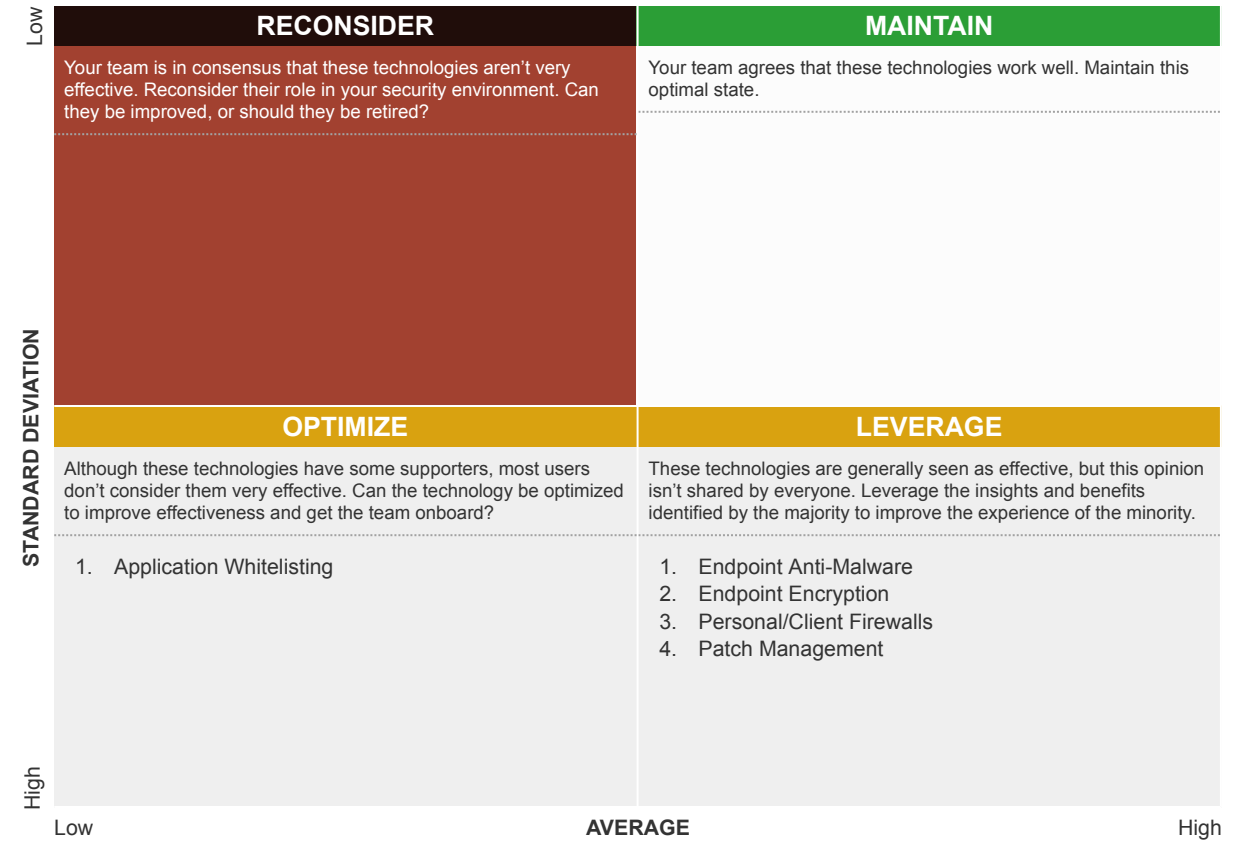 Low
RECONSIDER
Your team is in consensus that these technologies aren't very
effective. Reconsider their role in your security environment. Can
they be improved, or should they be retired?
MAINTAIN
Your team agrees that these technologies work well. Maintain this
optimal state.
STANDARD DEVIATION
OPTIMIZE
Although these technologies have some supporters, most users
don't consider them very effective. Can the technology be optimized
to improve effectiveness and get the team onboard?
1. Application Whitelisting
LEVERAGE
These technologies are generally seen as effective, but this opinion
isn't shared by everyone. Leverage the insights and benefits
identified by the majority to improve the experience of the minority.
1. Endpoint Anti-Malware
2. Endpoint Encryption
3. Personal/Client Firewalls
4. Patch Management
High
Low
AVERAGE
High